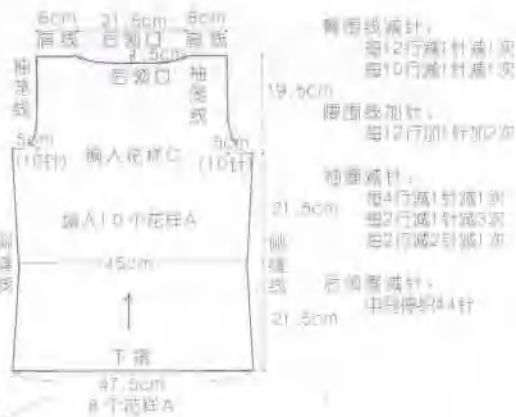 6cm 21.5cm 6cm
肩线 后领口 肩线
1.5cm
后领口
袖笼线
袖笼线
19.5cm
5cm
(10针)
5cm
(10针)
编入花样C
编入10个花样A
21.5cm
侧缝线
侧缝线
45cm
21.5cm
下摆
47.5cm
8个花样A
臀围线减针：
每12行减1针减1次
每10行减1针减1次
腰围线加针：
每12行加1针加2次
袖笼减针：
每4行减1针减1次
每2行减1针减3次
每2行减2针减1次
后领窝减针：
中间停织44针